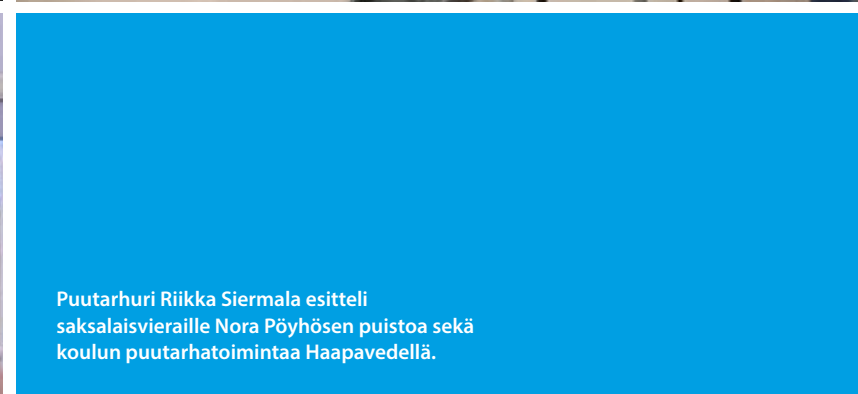 Puutarhuri Riikka Siermala esitteli
saksalaisvieraille Nora Pöyhösen puistoa sekä
koulun puutarhatoimintaa Haapavedellä.